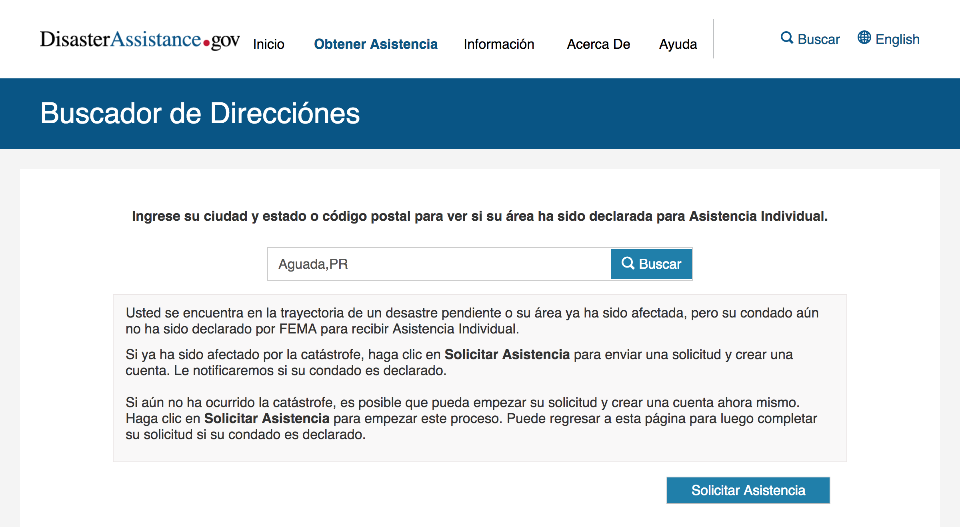 DisasterAssistance.gov Inicio Obtener Asistencia Información Acerca De Ayuda Buscar English
Buscador de Direcciónes
Ingrese su ciudad y estado o código postal para ver si su área ha sido declarada para Asistencia Individual.
Aguada,PR Buscar
Usted se encuentra en la trayectoria de un desastre pendiente o su área ya ha sido afectada, pero su condado aún
no ha sido declarado por FEMA para recibir Asistencia Individual.
Si ya ha sido afectado por la catástrofe, haga clic en Solicitar Asistencia para enviar una solicitud y crear una
cuenta. Le notificaremos si su condado es declarado.
Si aún no ha ocurrido la catástrofe, es posible que pueda empezar su solicitud y crear una cuenta ahora mismo.
Haga clic en Solicitar Asistencia para empezar este proceso. Puede regresar a esta página para luego completar
su solicitud si su condado es declarado.
Solicitar Asistencia